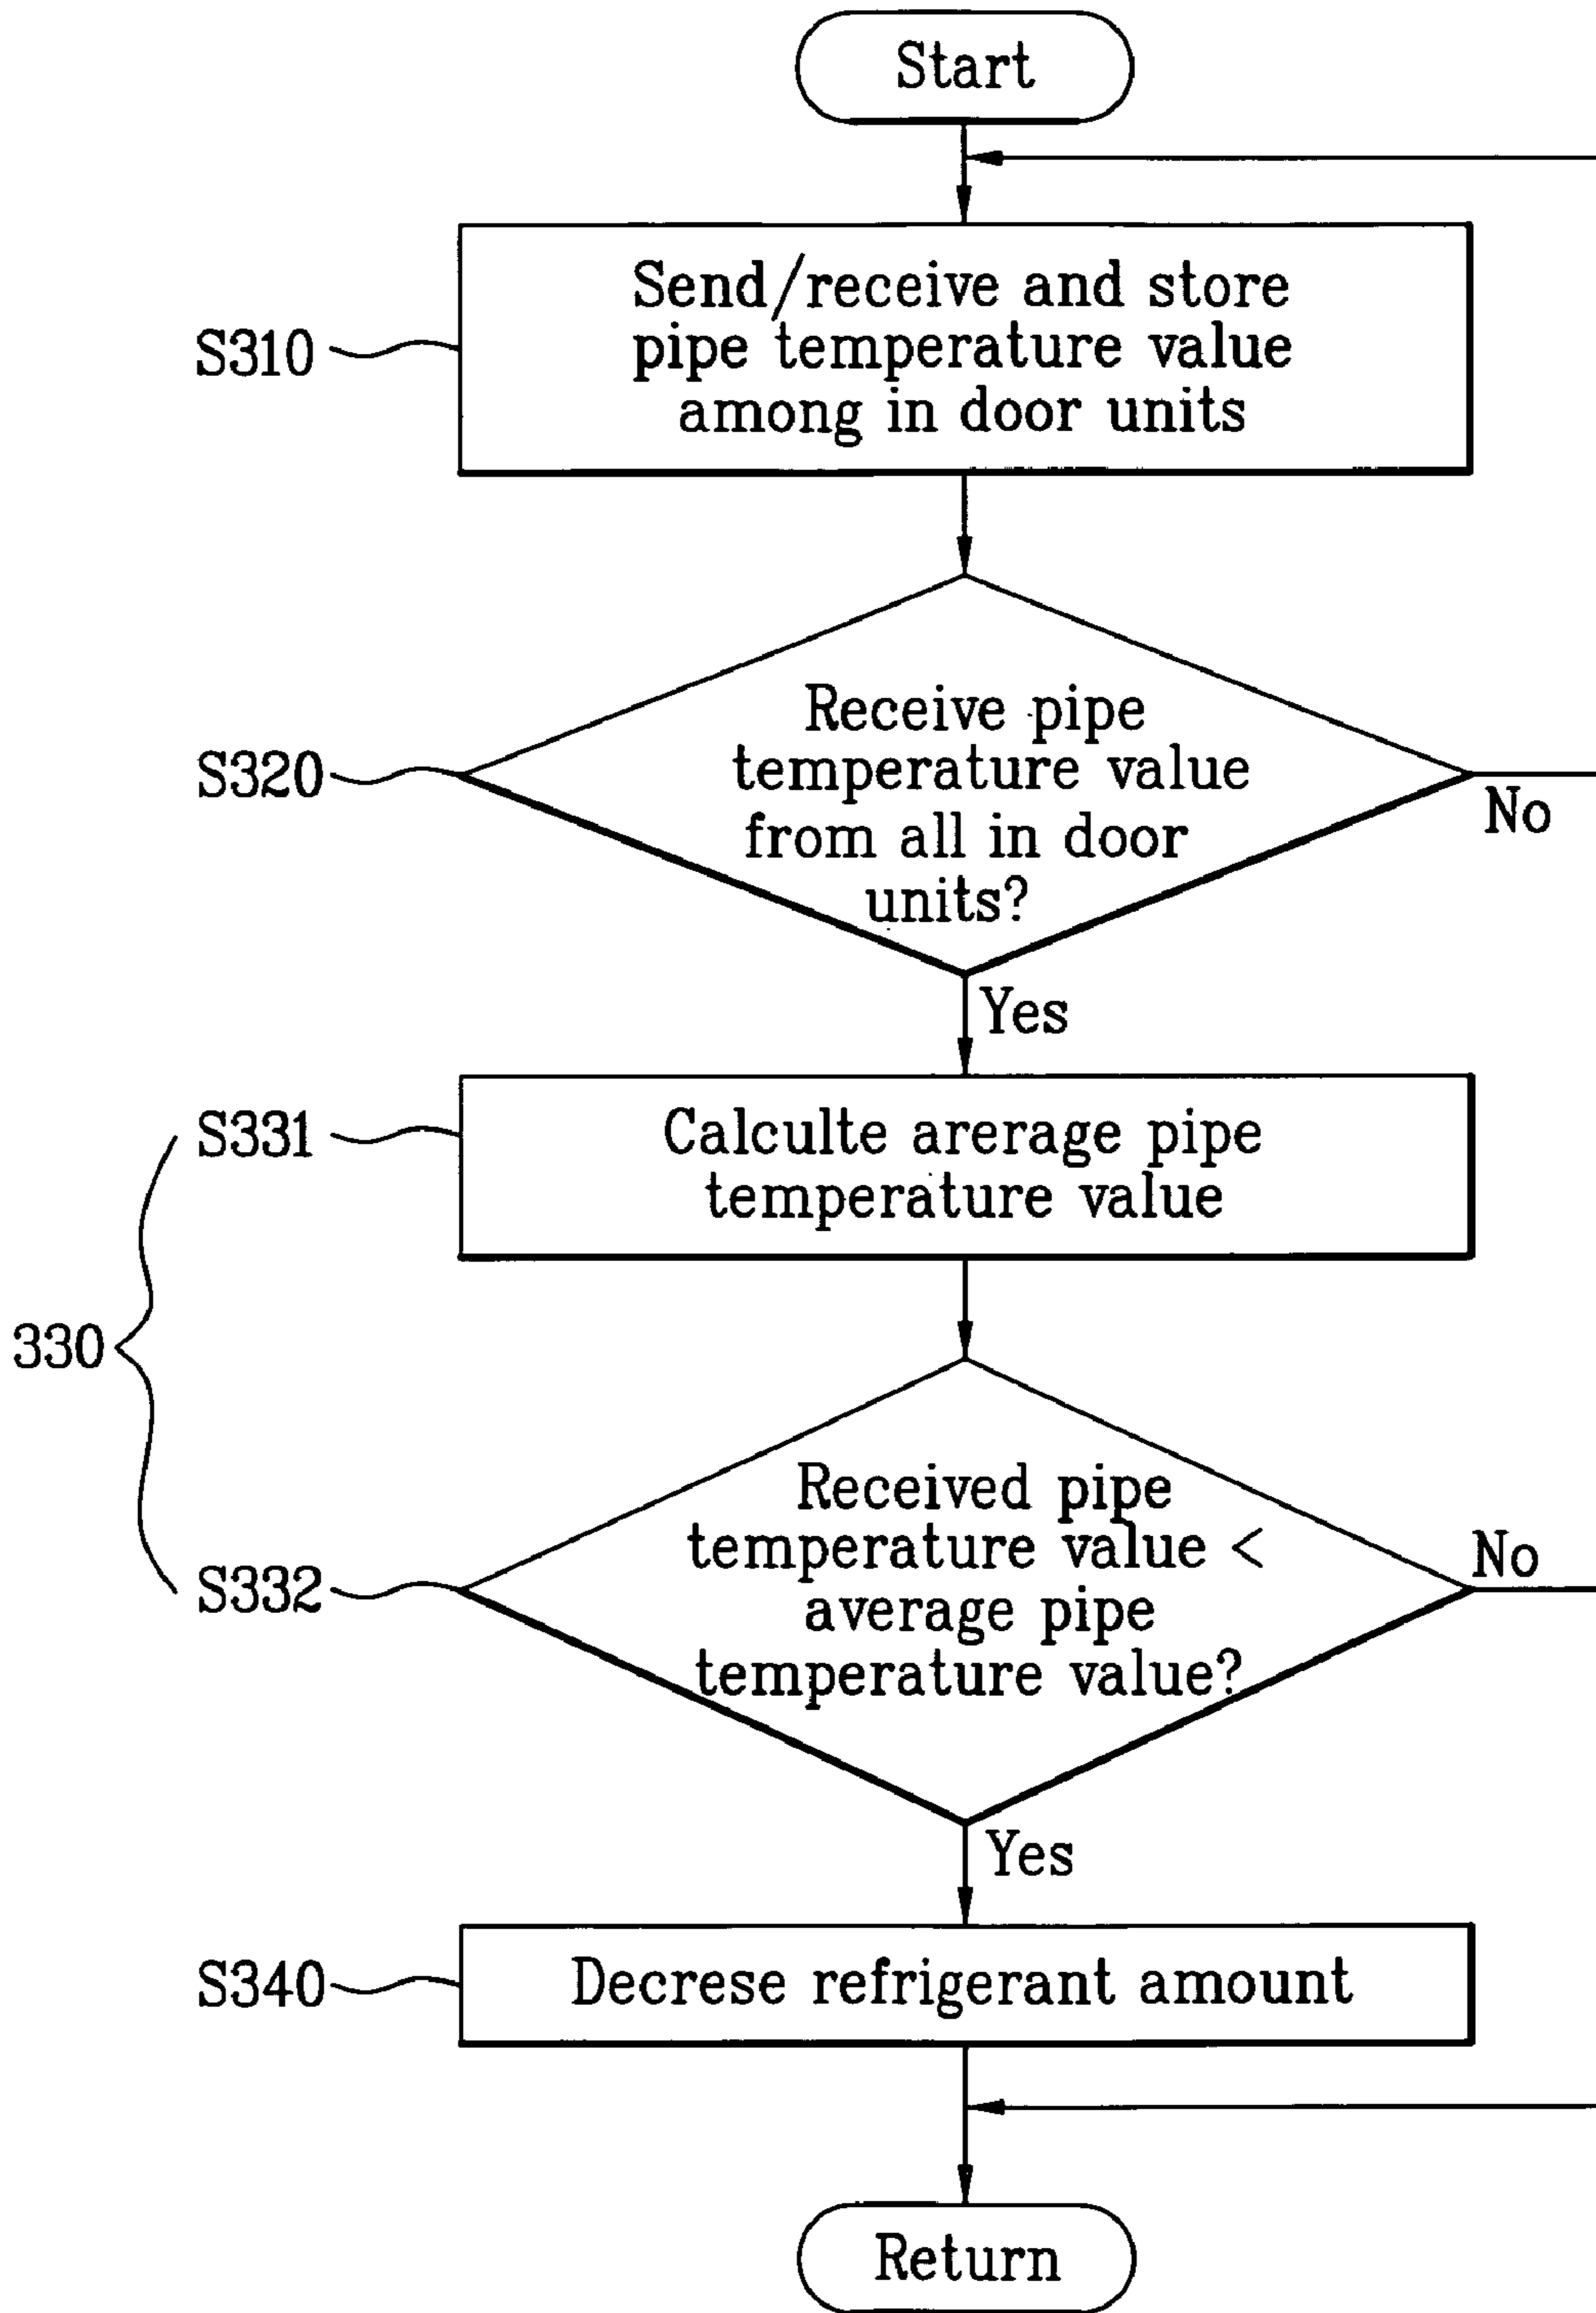 Start
S310
Send/receive and store
pipe temperature value
among in door units
S320
Receive pipe
temperature value
from all in door
units?
No
Yes
S331
Calculte arerage pipe
temperature value
330
S332
Received pipe
temperature value <
average pipe
temperature value?
No
Yes
S340
Decrese refrigerant amount
Return